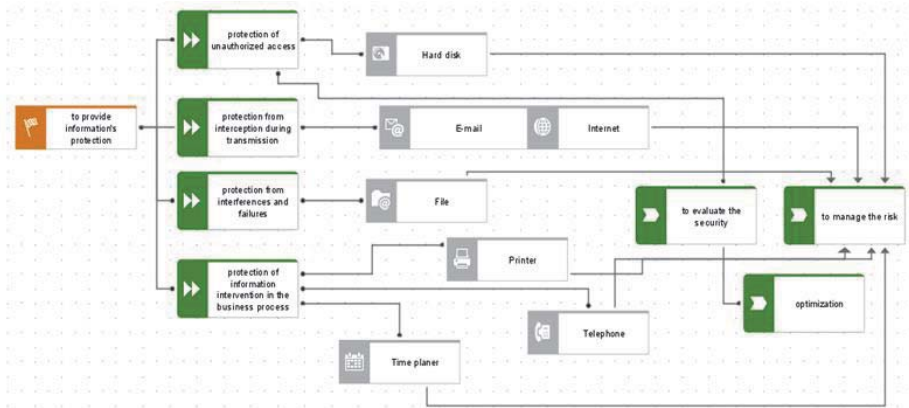 protection of
unauthorized access
Hard disk
to provide
information's
protection
protection from
interception during
transmission
E-mail
Internet
protection from
interferences and
failures
File
to evaluate the
security
to manage the risk
protection of
information
intervention in the
business process
Printer
optimization
Telephone
Time planer